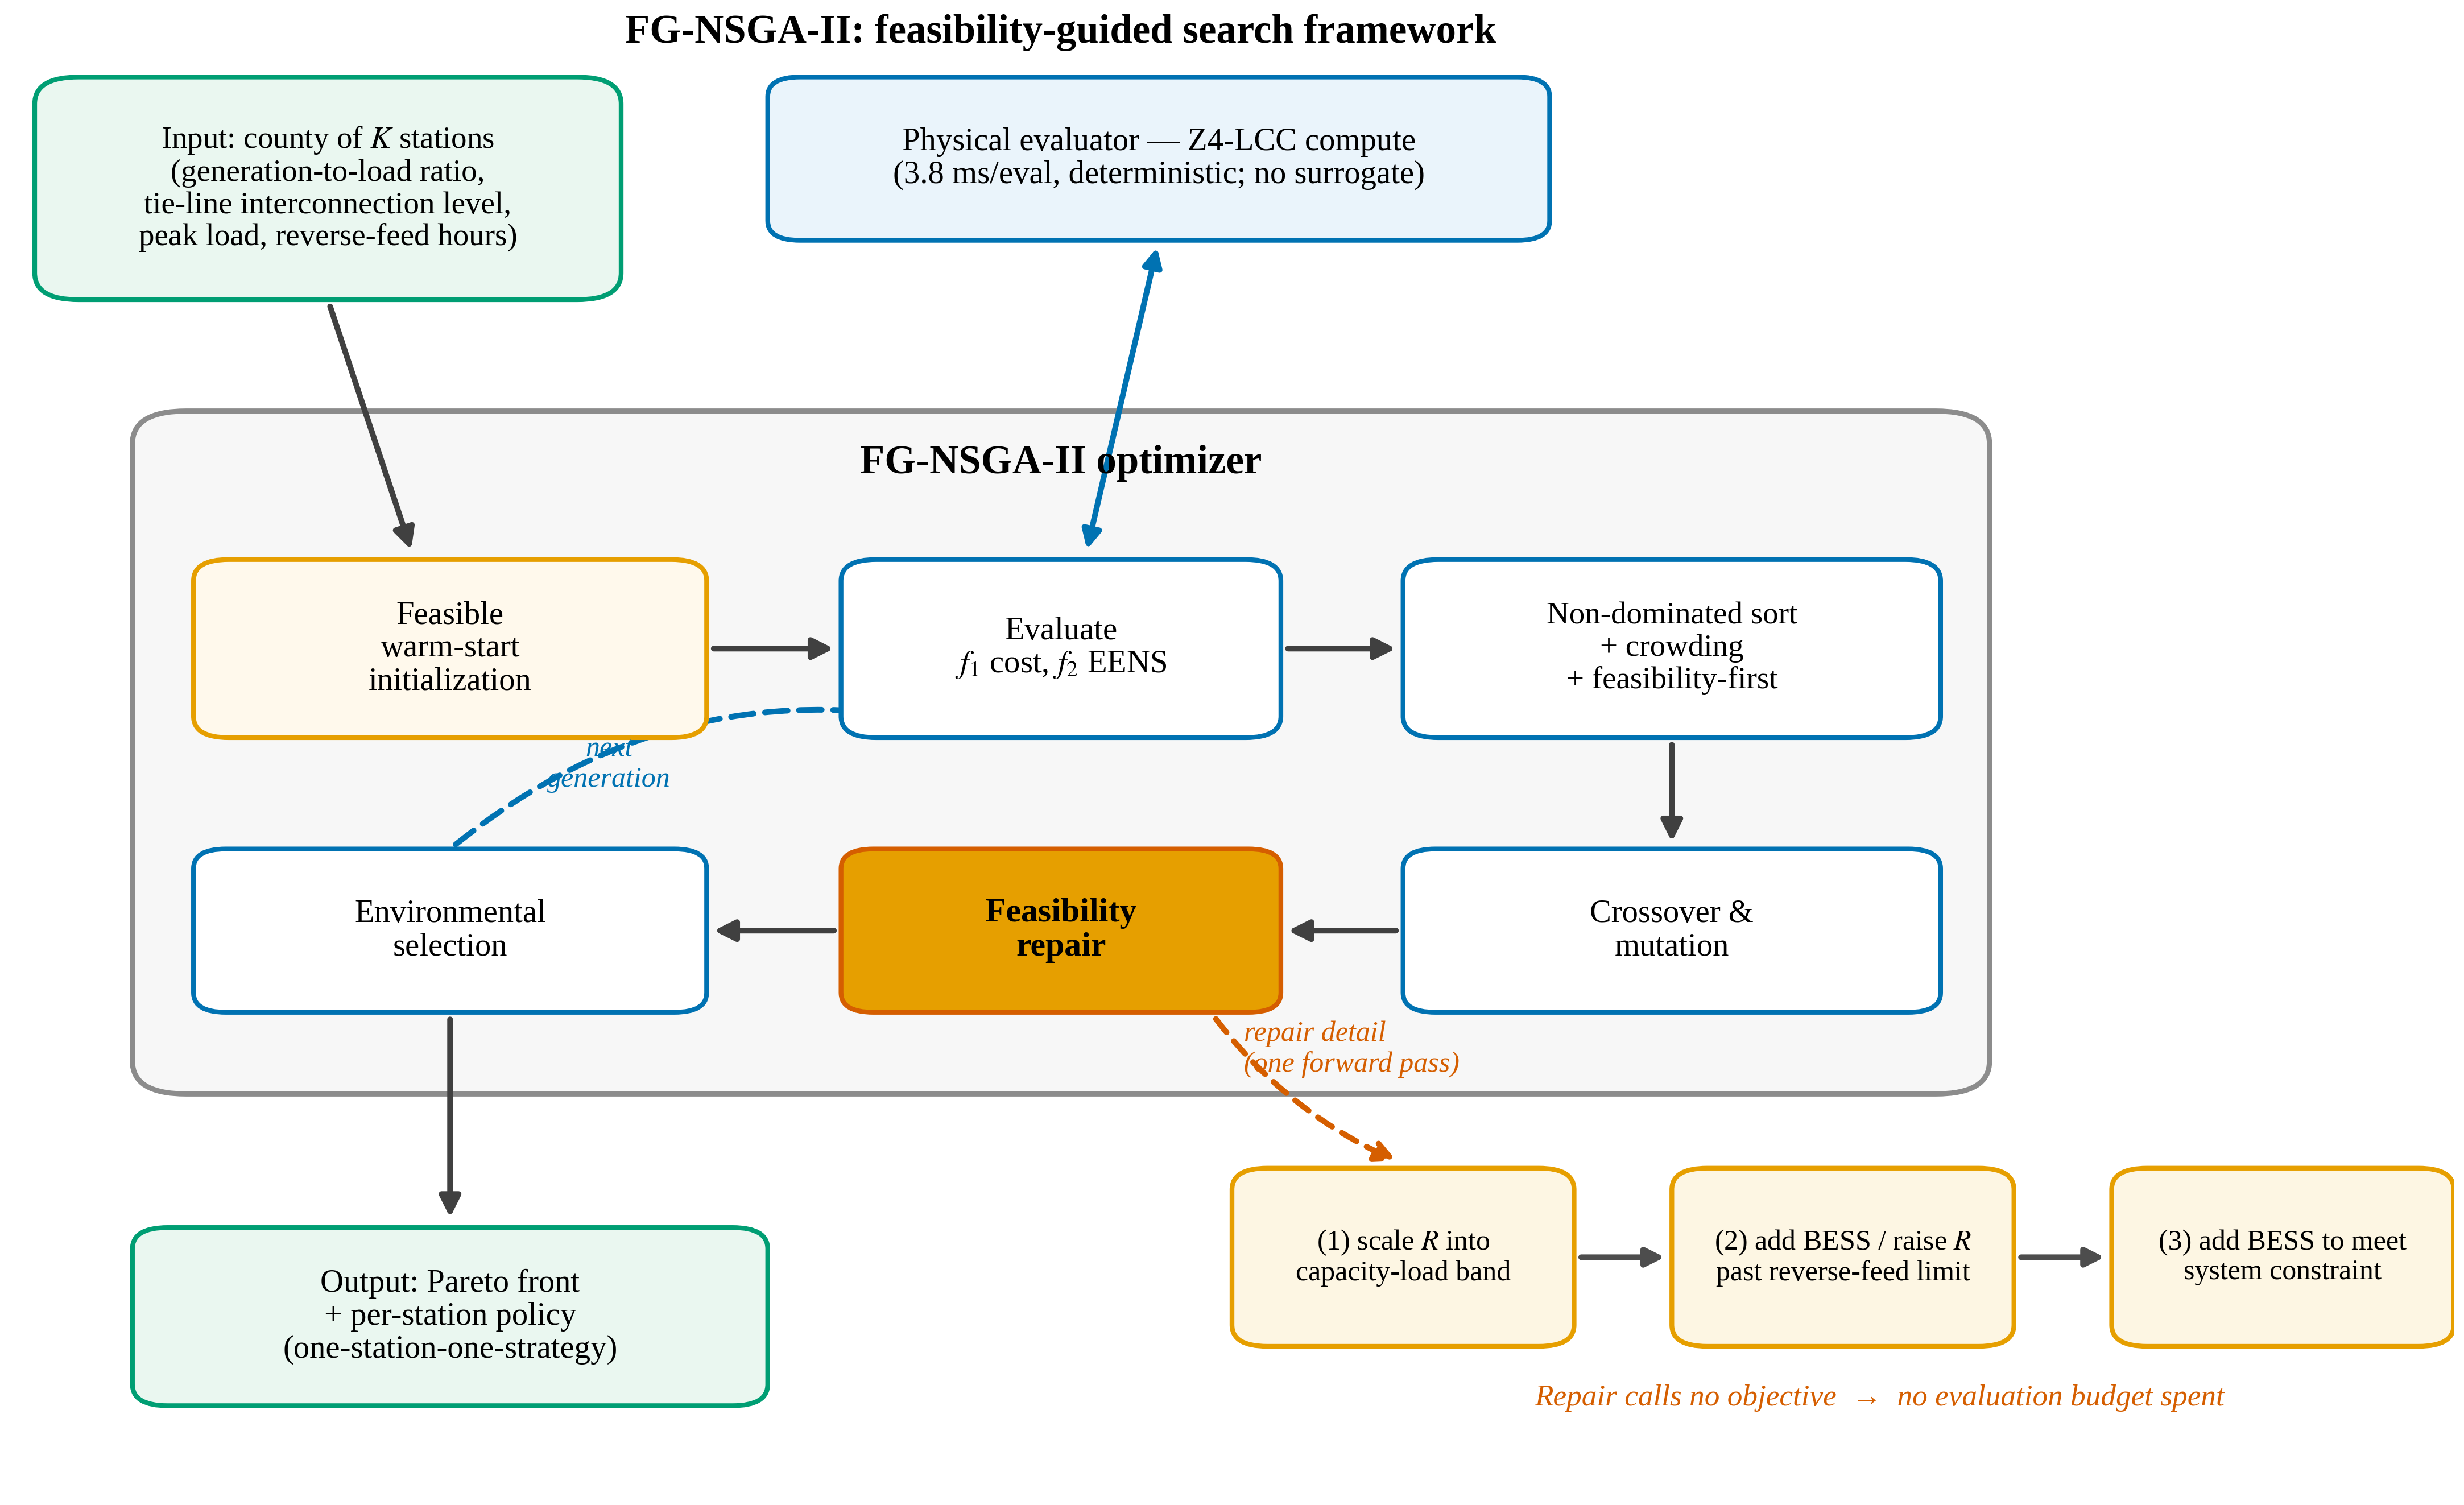 FG-NSGA-II: feasibility-guided search framework
Input: county of K stations
(generation-to-load ratio,
tie-line interconnection level,
peak load, reverse-feed hours)
Physical evaluator — Z4-LCC compute
(3.8 ms/eval, deterministic; no surrogate)
FG-NSGA-II optimizer
Feasible
warm-start
initialization
Evaluate
f₁ cost, f₂ EENS
Non-dominated sort
+ crowding
+ feasibility-first
next
generation
Environmental
selection
Feasibility
repair
Crossover &
mutation
repair detail
(one forward pass)
Output: Pareto front
+ per-station policy
(one-station-one-strategy)
(1) scale R into
capacity-load band
(2) add BESS / raise R
past reverse-feed limit
(3) add BESS to meet
system constraint
Repair calls no objective → no evaluation budget spent